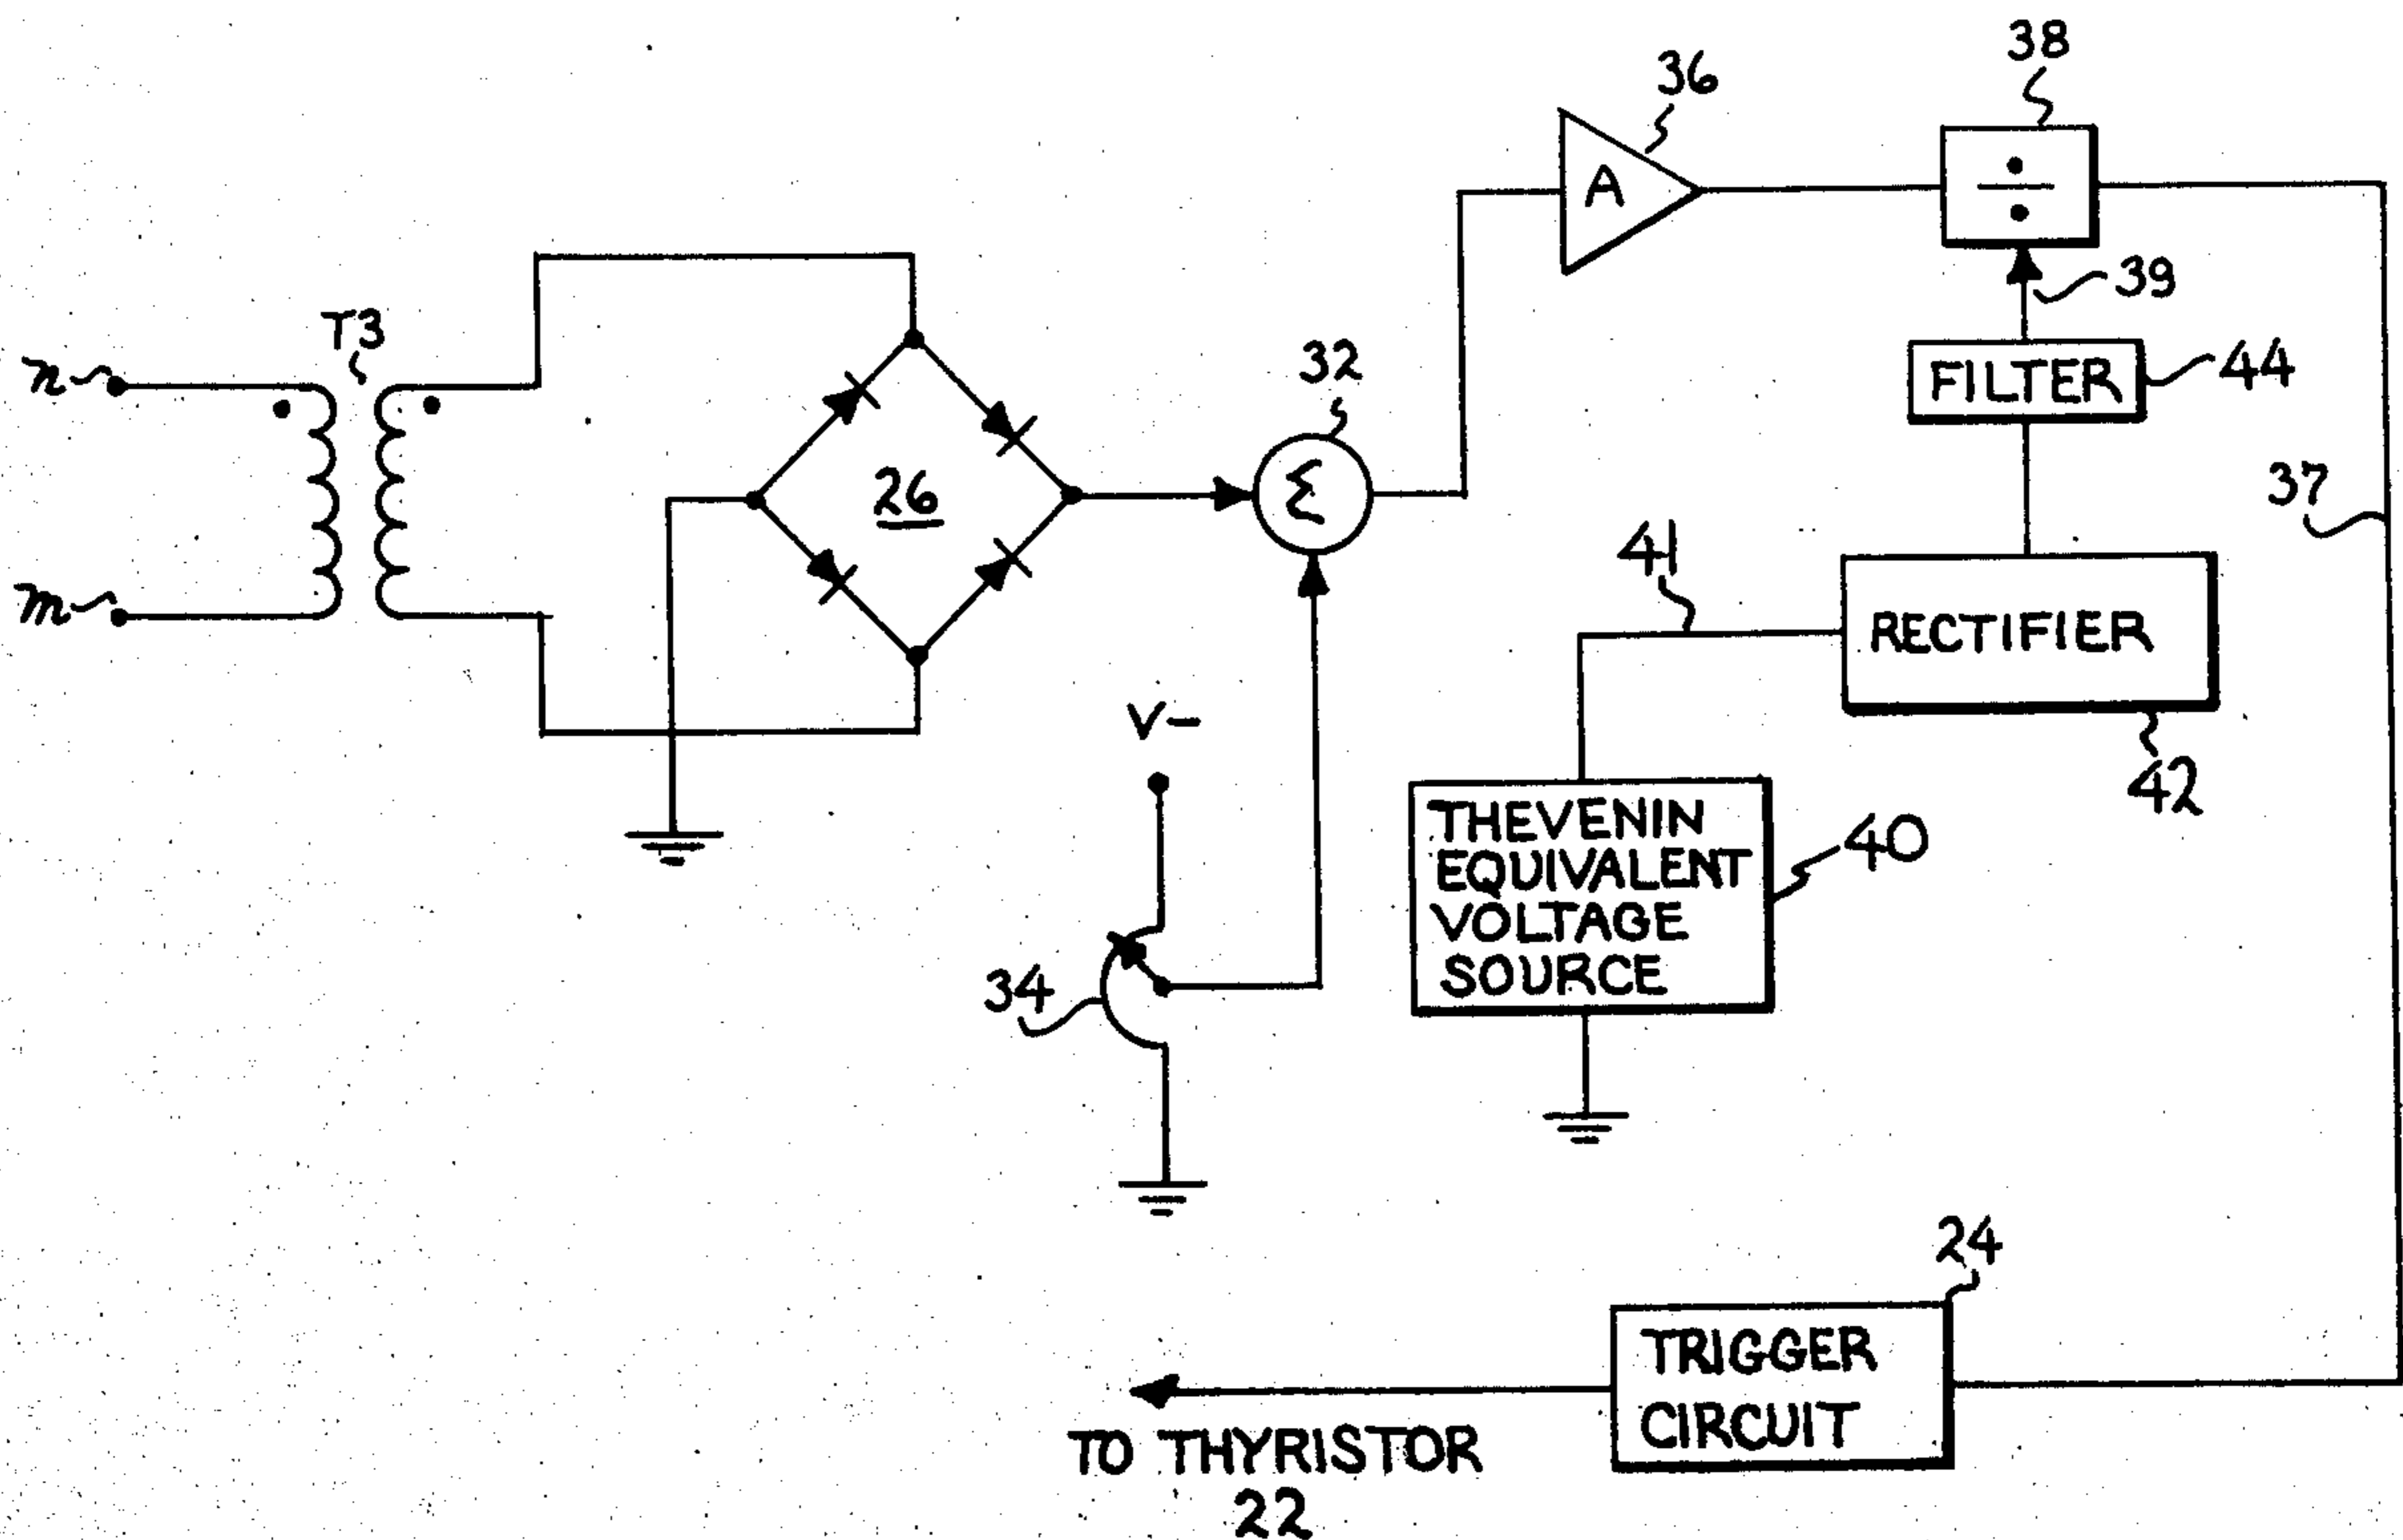 38
36
A
÷
39
T3
n
FILTER
44
32
26
Σ
37
41
m
RECTIFIER
V-
42
THEVENIN
EQUIVALENT
VOLTAGE
SOURCE
40
34
24
TRIGGER
CIRCUIT
TO THYRISTOR
22